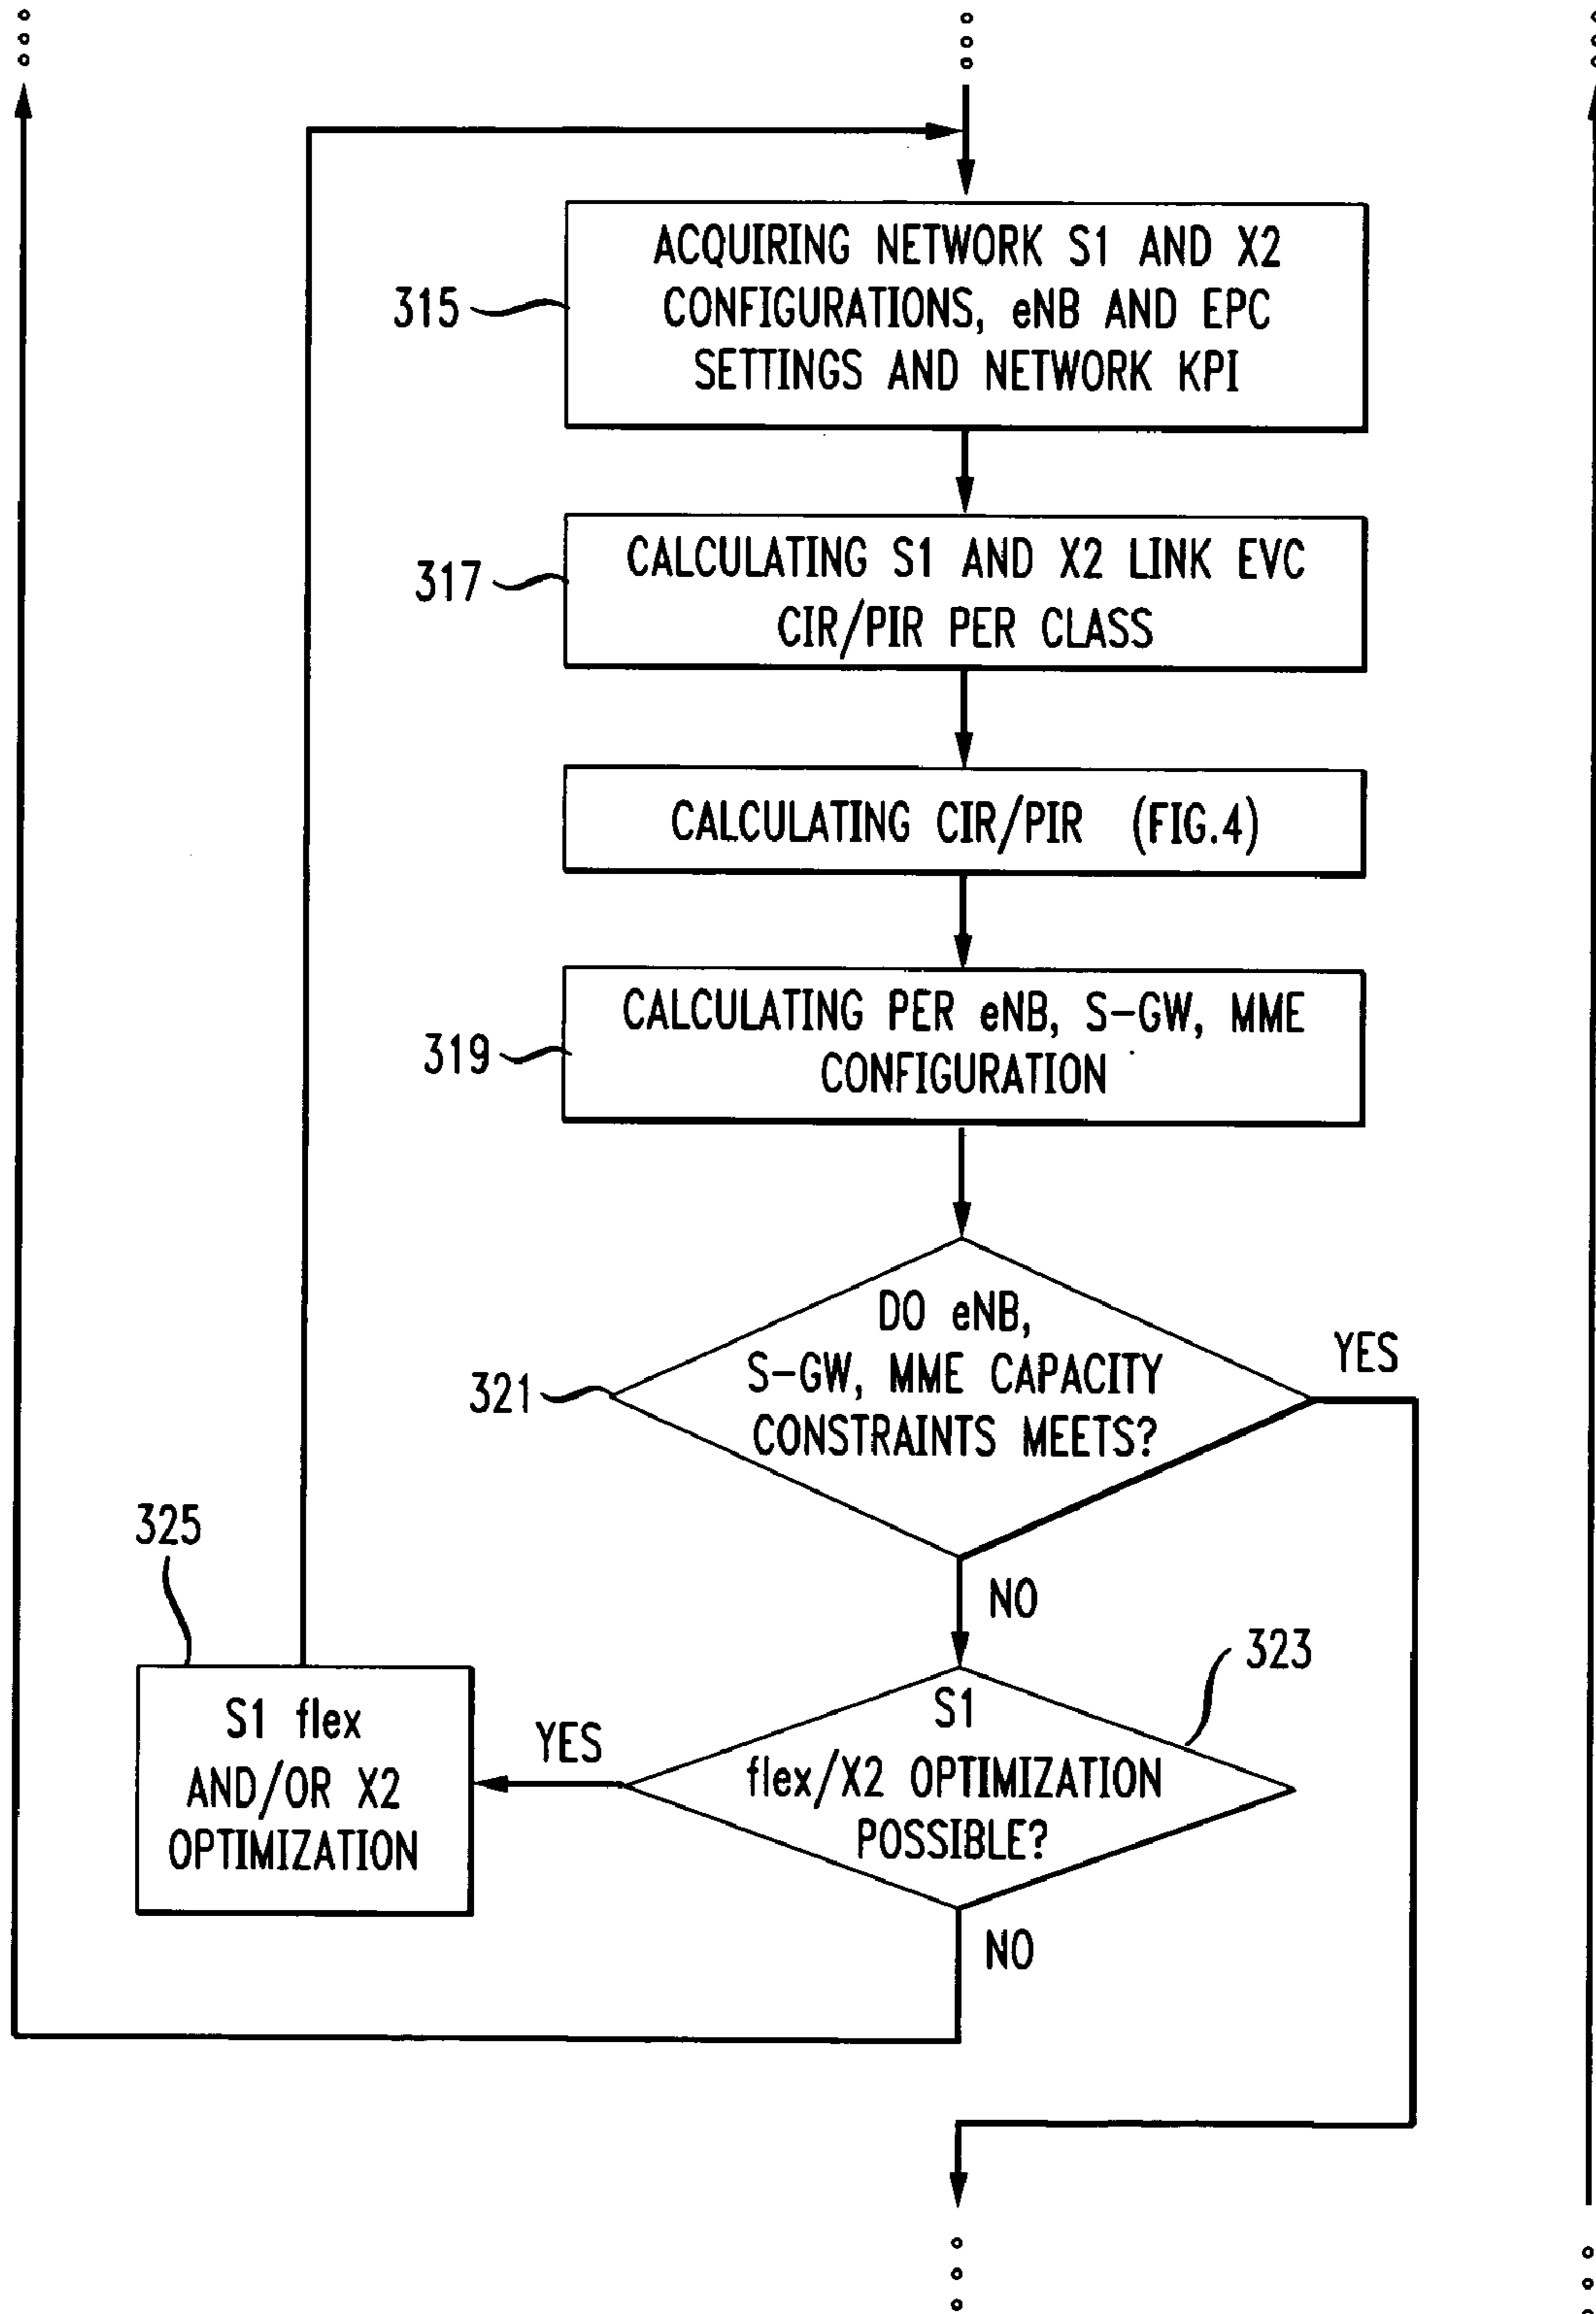 ACQUIRING NETWORK S1 AND X2
CONFIGURATIONS, eNB AND EPC
SETTINGS AND NETWORK KPI
315
CALCULATING S1 AND X2 LINK EVC
CIR/PIR PER CLASS
317
CALCULATING CIR/PIR (FIG.4)
CALCULATING PER eNB, S-GW, MME
CONFIGURATION
319
DO eNB,
S-GW, MME CAPACITY
CONSTRAINTS MEETS?
321
YES
NO
325
323
S1 flex
AND/OR X2
OPTIMIZATION
YES
S1
flex/X2 OPTIMIZATION
POSSIBLE?
NO